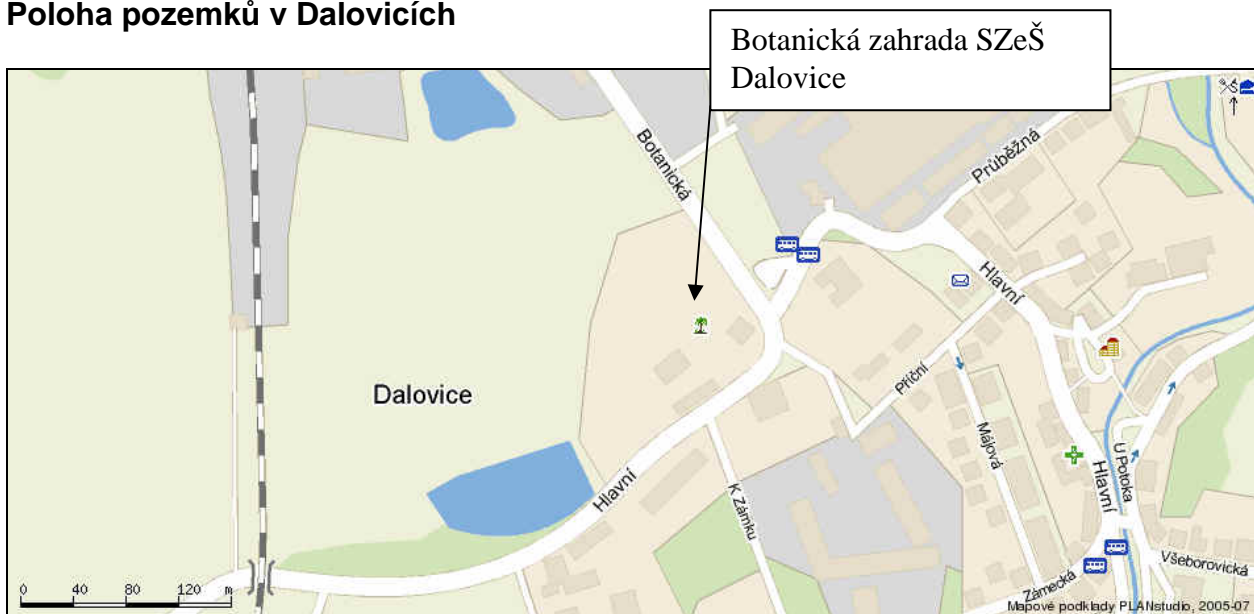 Poloha pozemků v Dalovicích
Botanická zahrada SZeŠ
Dalovice
Botanická
Průběžná
Hlavní
Dalovice
Příční
Májová
Hlavní
U Potoka
Hlavní
K Zámku
Všeborovická
Zámecká
0 40 80 120 m
Mapové podklady PLANstudio, 2005-07